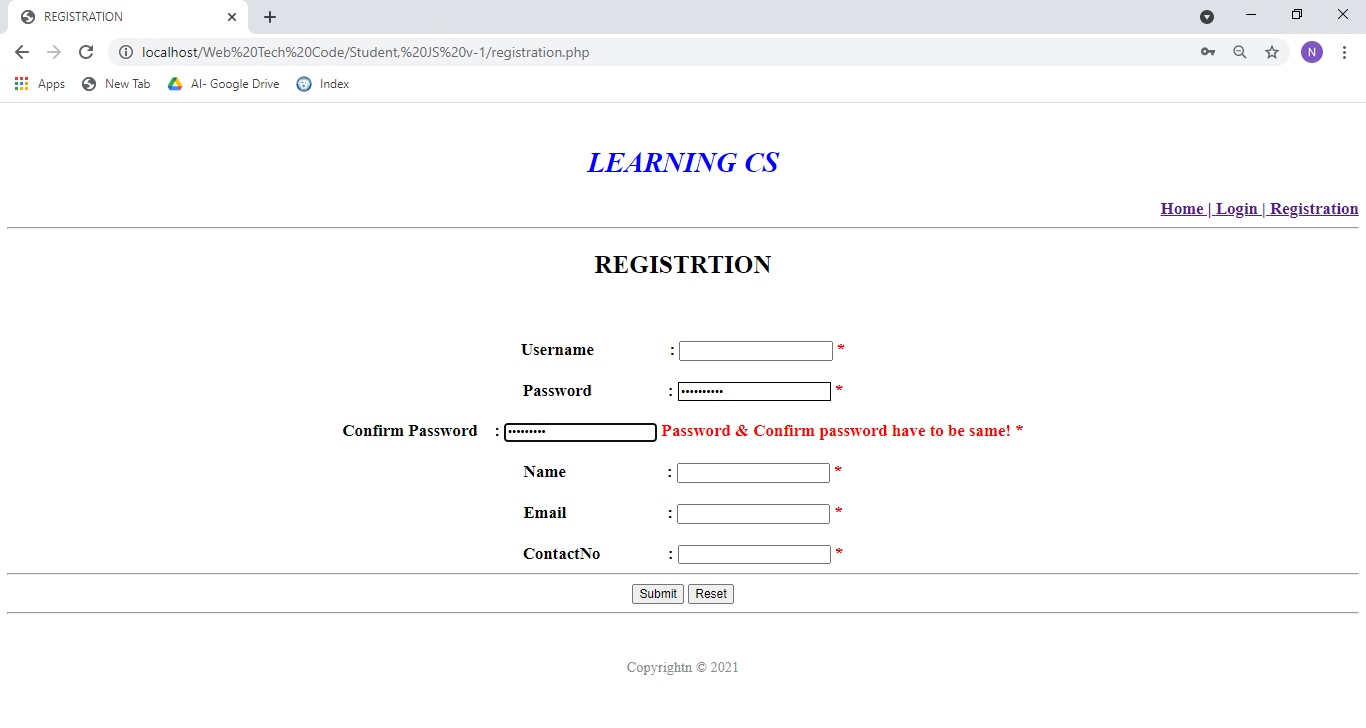 REGISTRATION
localhost/Web%20Tech%20Code/Student,%20JS%20v-1/registration.php
N
Apps New Tab AI- Google Drive Index
LEARNING CS
Home | Login | Registration
REGISTRTION
Username : *
Password : •••••••••• *
Confirm Password : ••••••••• Password & Confirm password have to be same! *
Name : *
Email : *
ContactNo : *
Submit Reset
Copyrightn © 2021